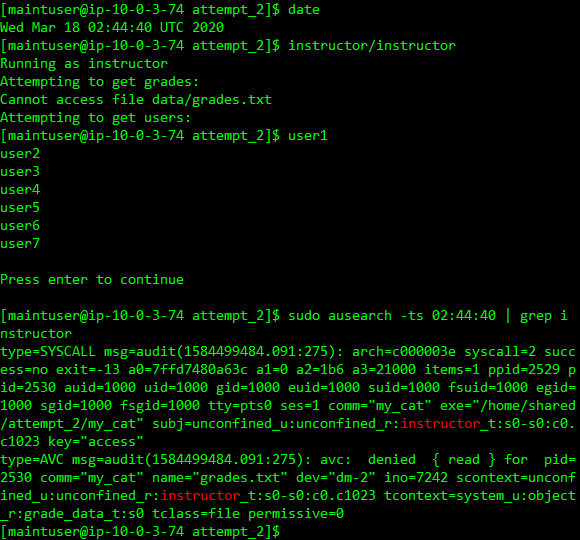 [maintuser@ip-10-0-3-74 attempt_2]$ date
Wed Mar 18 02:44:40 UTC 2020
[maintuser@ip-10-0-3-74 attempt_2]$ instructor/instructor
Running as instructor
Attempting to get grades:
Cannot access file data/grades.txt
Attempting to get users:
[maintuser@ip-10-0-3-74 attempt_2]$ user1
user2
user3
user4
user5
user6
user7
Press enter to continue
[maintuser@ip-10-0-3-74 attempt_2]$ sudo ausearch -ts 02:44:40 | grep i
nstructor
type=SYSCALL msg=audit(1584499484.091:275): arch=c000003e syscall=2 succ
ess=no exit=-13 a0=7ffd7480a63c a1=0 a2=1b6 a3=21000 items=1 ppid=2529 p
id=2530 auid=1000 uid=1000 gid=1000 euid=1000 suid=1000 fsuid=1000 egid=
1000 sgid=1000 fsgid=1000 tty=pts0 ses=1 comm="my_cat" exe="/home/shared
/attempt_2/my_cat" subj=unconfined_u:unconfined_r:instructor_t:s0-s0:c0.
c1023 key="access"
type=AVC msg=audit(1584499484.091:275): avc:  denied  { read } for  pid=
2530 comm="my_cat" name="grades.txt" dev="dm-2" ino=7242 scontext=unconf
ined_u:unconfined_r:instructor_t:s0-s0:c0.c1023 tcontext=system_u:object
_r:grade_data_t:s0 tclass=file permissive=0
[maintuser@ip-10-0-3-74 attempt_2]$